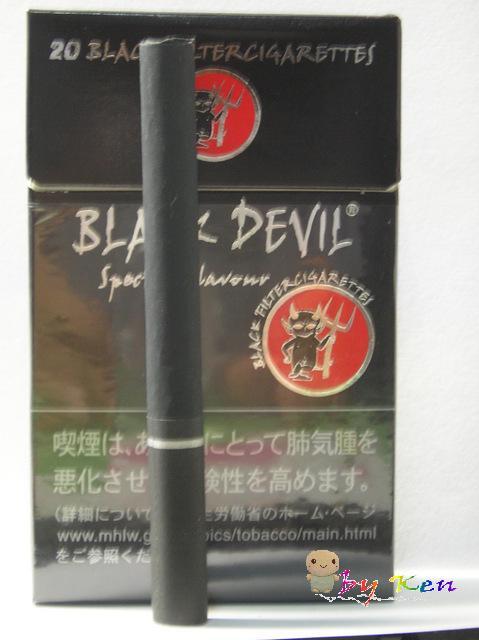 20 BLAC FILTERCIGARETTES
BLA K DEVIL®
Spec Flavour
BLACK FILTERCIGARETTES
喫煙は、あ にとって肺気腫を
悪化させ 険性を高めます。
(詳細につい 労働省のホーム・ページ
www.mhlw.g pics/tobacco/main.html
をご参照くだ
by Ken